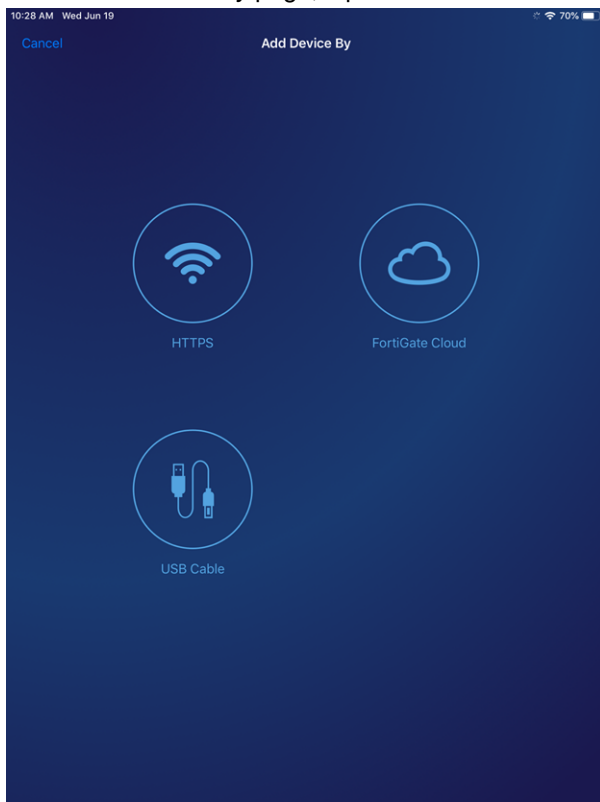 10:28 AM Wed Jun 19
70%
Cancel
Add Device By
HTTPS
FortiGate Cloud
USB Cable